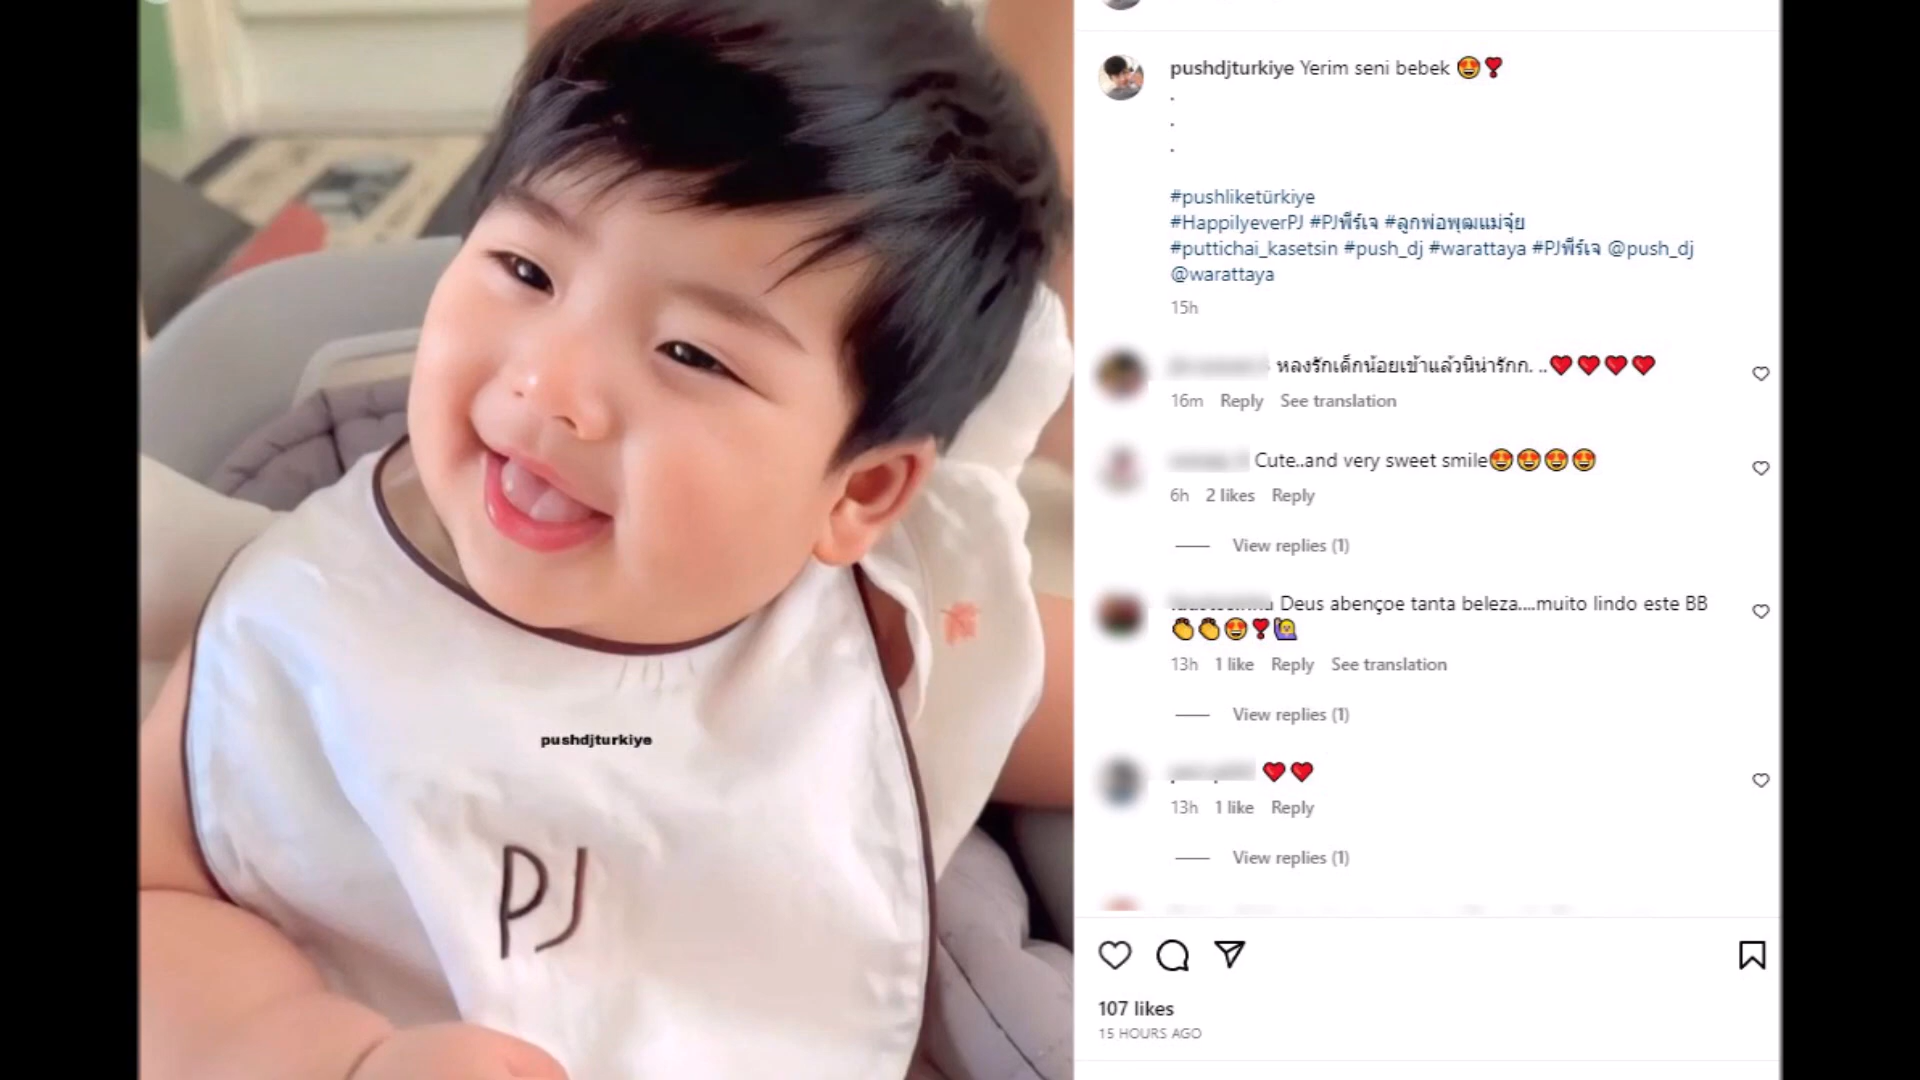 pushdjturkiye Yerim seni bebek 😍❣️
.
.
.
#pushliketürkiye
#HappilyeverPJ #PJพีร์เจ #ลูกพ่อพุฒแม่จุ๋ย
#puttichai_kasetsin #push_dj #warattaya #PJพีร์เจ @push_dj
@warattaya
15h
หลงรักเด็กน้อยเข้าแล้วนิน่ารักก. ..❤️❤️❤️❤️
16m Reply See translation
Cute..and very sweet smile😍😍😍😍
6h 2 likes Reply
View replies (1)
Deus abençoe tanta beleza....muito lindo este BB
👏👏😍❣️🙋
13h 1 like Reply See translation
View replies (1)
❤️❤️
13h 1 like Reply
View replies (1)
107 likes
15 HOURS AGO
pushdjturkiye
PJ